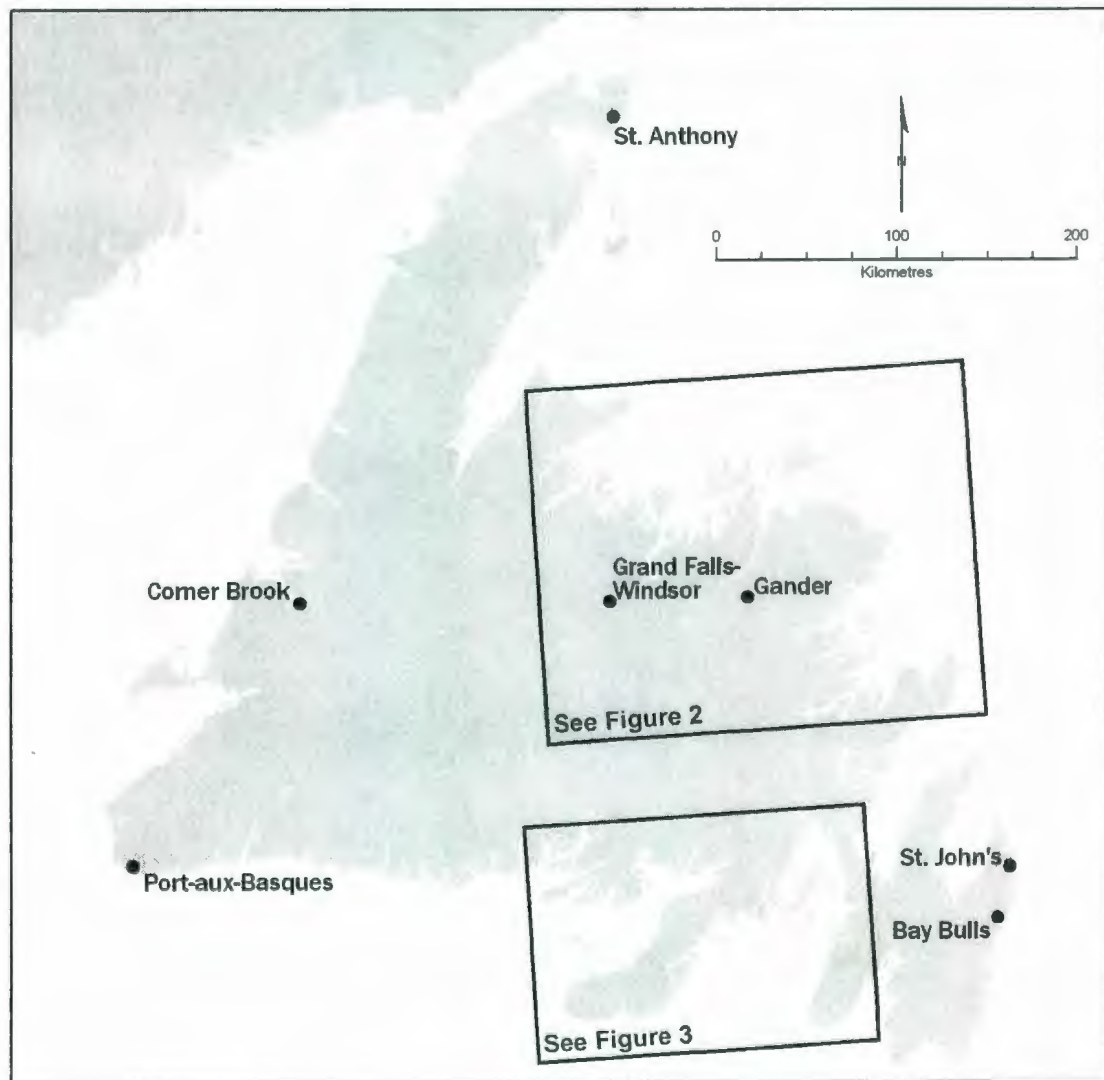 St. Anthony
N
0 100 200
Kilometres
Corner Brook
Grand Falls-
Windsor
Gander
See Figure 2
Port-aux-Basques
St. John's
Bay Bulls
See Figure 3